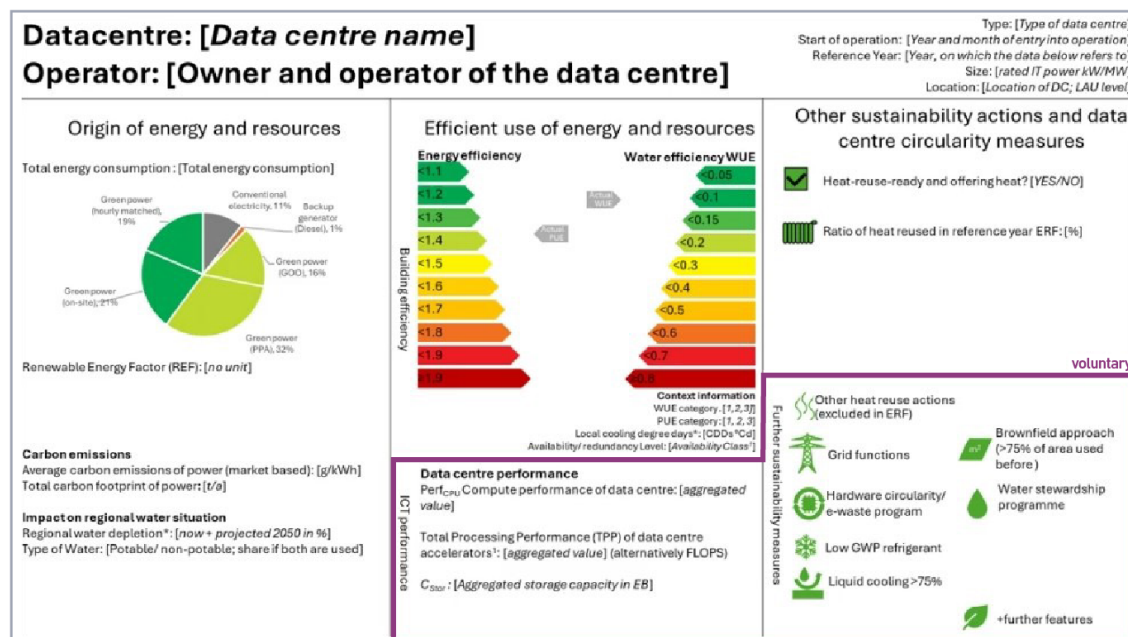 Datacentre: [Data centre name]
Operator: [Owner and operator of the data centre]
Type: [Type of data centre]
Start of operation: [Year and month of entry into operation]
Reference Year: [Year, on which the data below refers to]
Size: [rated IT power kW/MW]
Location: [Location of DC; LAU level]
Origin of energy and resources
Total energy consumption : [Total energy consumption]
Green power
(hourly matched),
19%
Conventional
electricity, 11%
Backup
generator
(Diesel), 1%
Green power
(GOO), 16%
Green power
(on-site), 21%
Green power
(PPA), 32%
Renewable Energy Factor (REF): [no unit]
Carbon emissions
Average carbon emissions of power (market based): [g/kWh]
Total carbon footprint of power: [t/a]
Impact on regional water situation
Regional water depletion*: [now + projected 2050 in %]
Type of Water: [Potable/ non-potable; share if both are used]
Efficient use of energy and resources
Energy efficiency
Building efficiency
<1.1
<1.2
<1.3
<1.4
<1.5
<1.6
<1.7
<1.8
<1.9
>1.9
Actual
PUE
Water efficiency WUE
Actual
WUE
<0.05
<0.1
<0.15
<0.2
<0.3
<0.4
<0.5
<0.6
<0.7
≥0.8
Context information
WUE category: [1,2,3]]
PUE category: [1, 2, 3]
Local cooling degree days*: [CDDs °Cd]
Availability/ redundancy Level: [Availability Class¹]
ICT performance
Data centre performance
Perf CPU Compute performance of data centre: [aggregated
value]
Total Processing Performance (TPP) of data centre
accelerators¹: [aggregated value] (alternatively FLOPS)
C Stor : [Aggregated storage capacity in EB]
Other sustainability actions and data
centre circularity measures
Heat-reuse-ready and offering heat? [YES/NO]
Ratio of heat reused in reference year ERF: [%]
voluntary
Further sustainability measures
Other heat reuse actions
(excluded in ERF)
Grid functions
Hardware circularity/
e-waste program
Low GWP refrigerant
Liquid cooling >75%
m²
Brownfield approach
(>75% of area used
before )
Water stewardship
programme
+further features